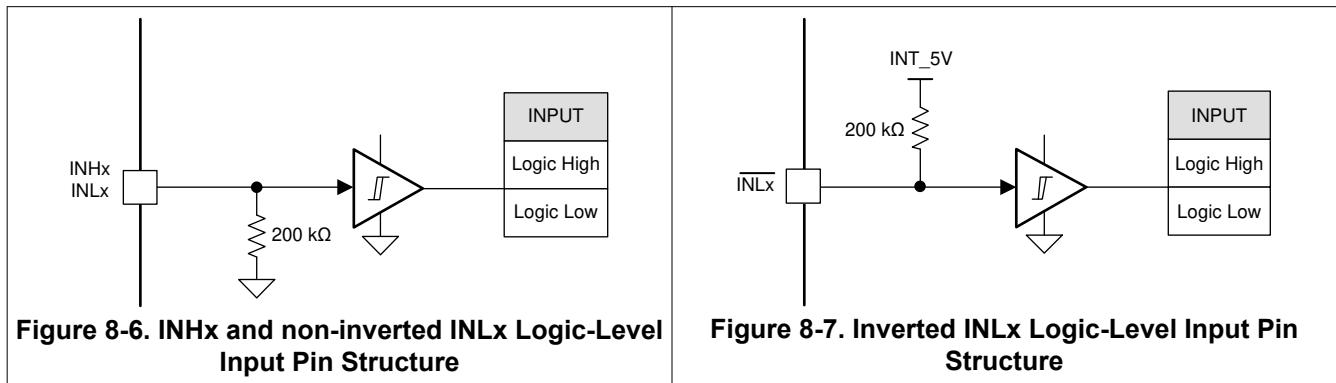 INHx
INLx
200 kΩ
INPUT
Logic High
Logic Low
Figure 8-6. INHx and non-inverted INLx Logic-Level
Input Pin Structure
INT_5V
200 kΩ
INLx
INPUT
Logic High
Logic Low
Figure 8-7. Inverted INLx Logic-Level Input Pin
Structure